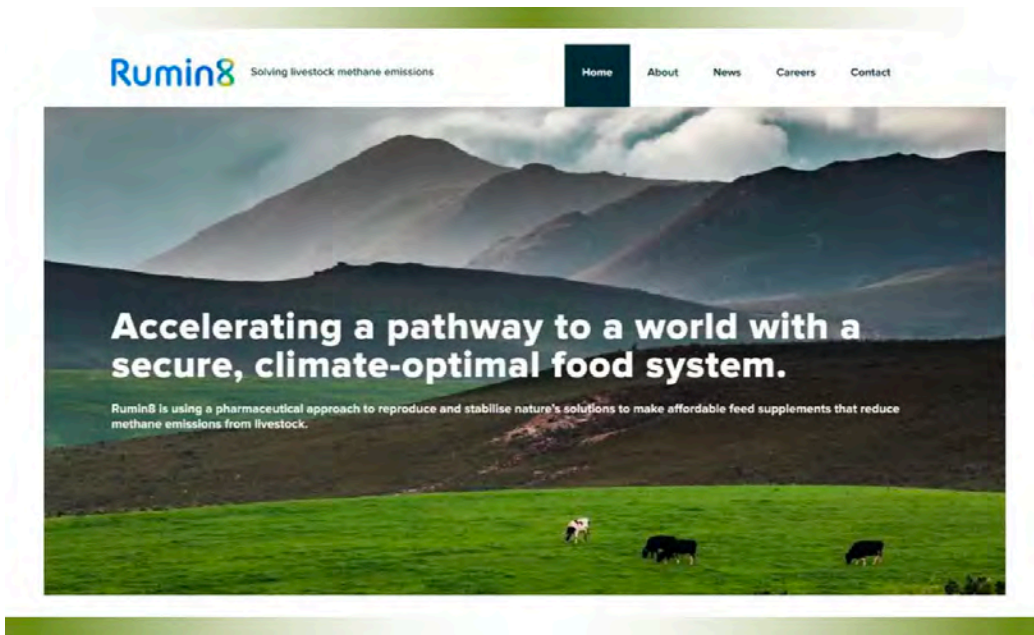 Rumin8 Solving livestock methane emissions Home About News Careers Contact
Accelerating a pathway to a world with a
secure, climate-optimal food system.
Rumin8 is using a pharmaceutical approach to reproduce and stabilise nature's solutions to make affordable feed supplements that reduce
methane emissions from livestock.